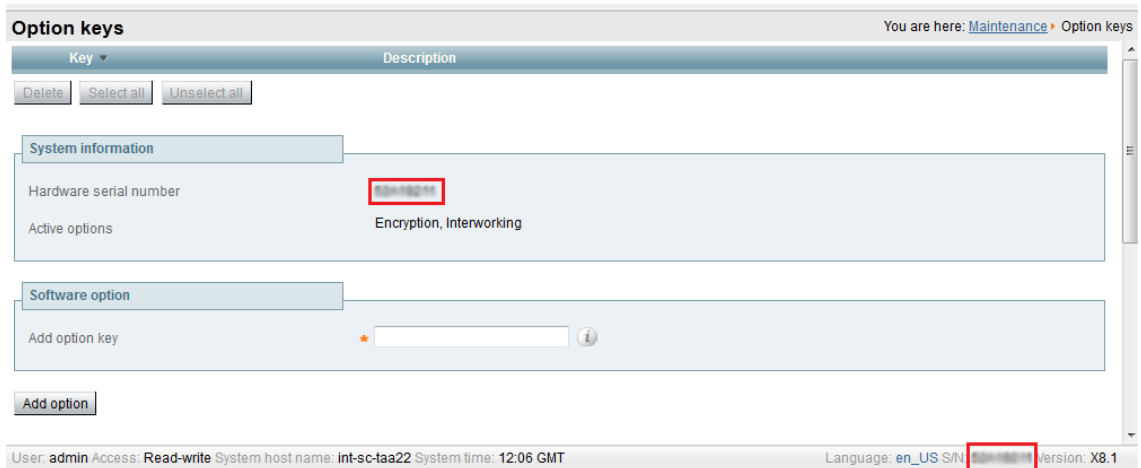 Option keys
You are here: Maintenance Option keys
Key Description
Delete Select all Unselect all
System information
Hardware serial number
Active options Encryption, Interworking
Software option
Add option key * i
Add option
User: admin Access: Read-write System host name: int-sc-taa22 System time: 12:06 GMT Language: en_US S/N: Version: X8.1